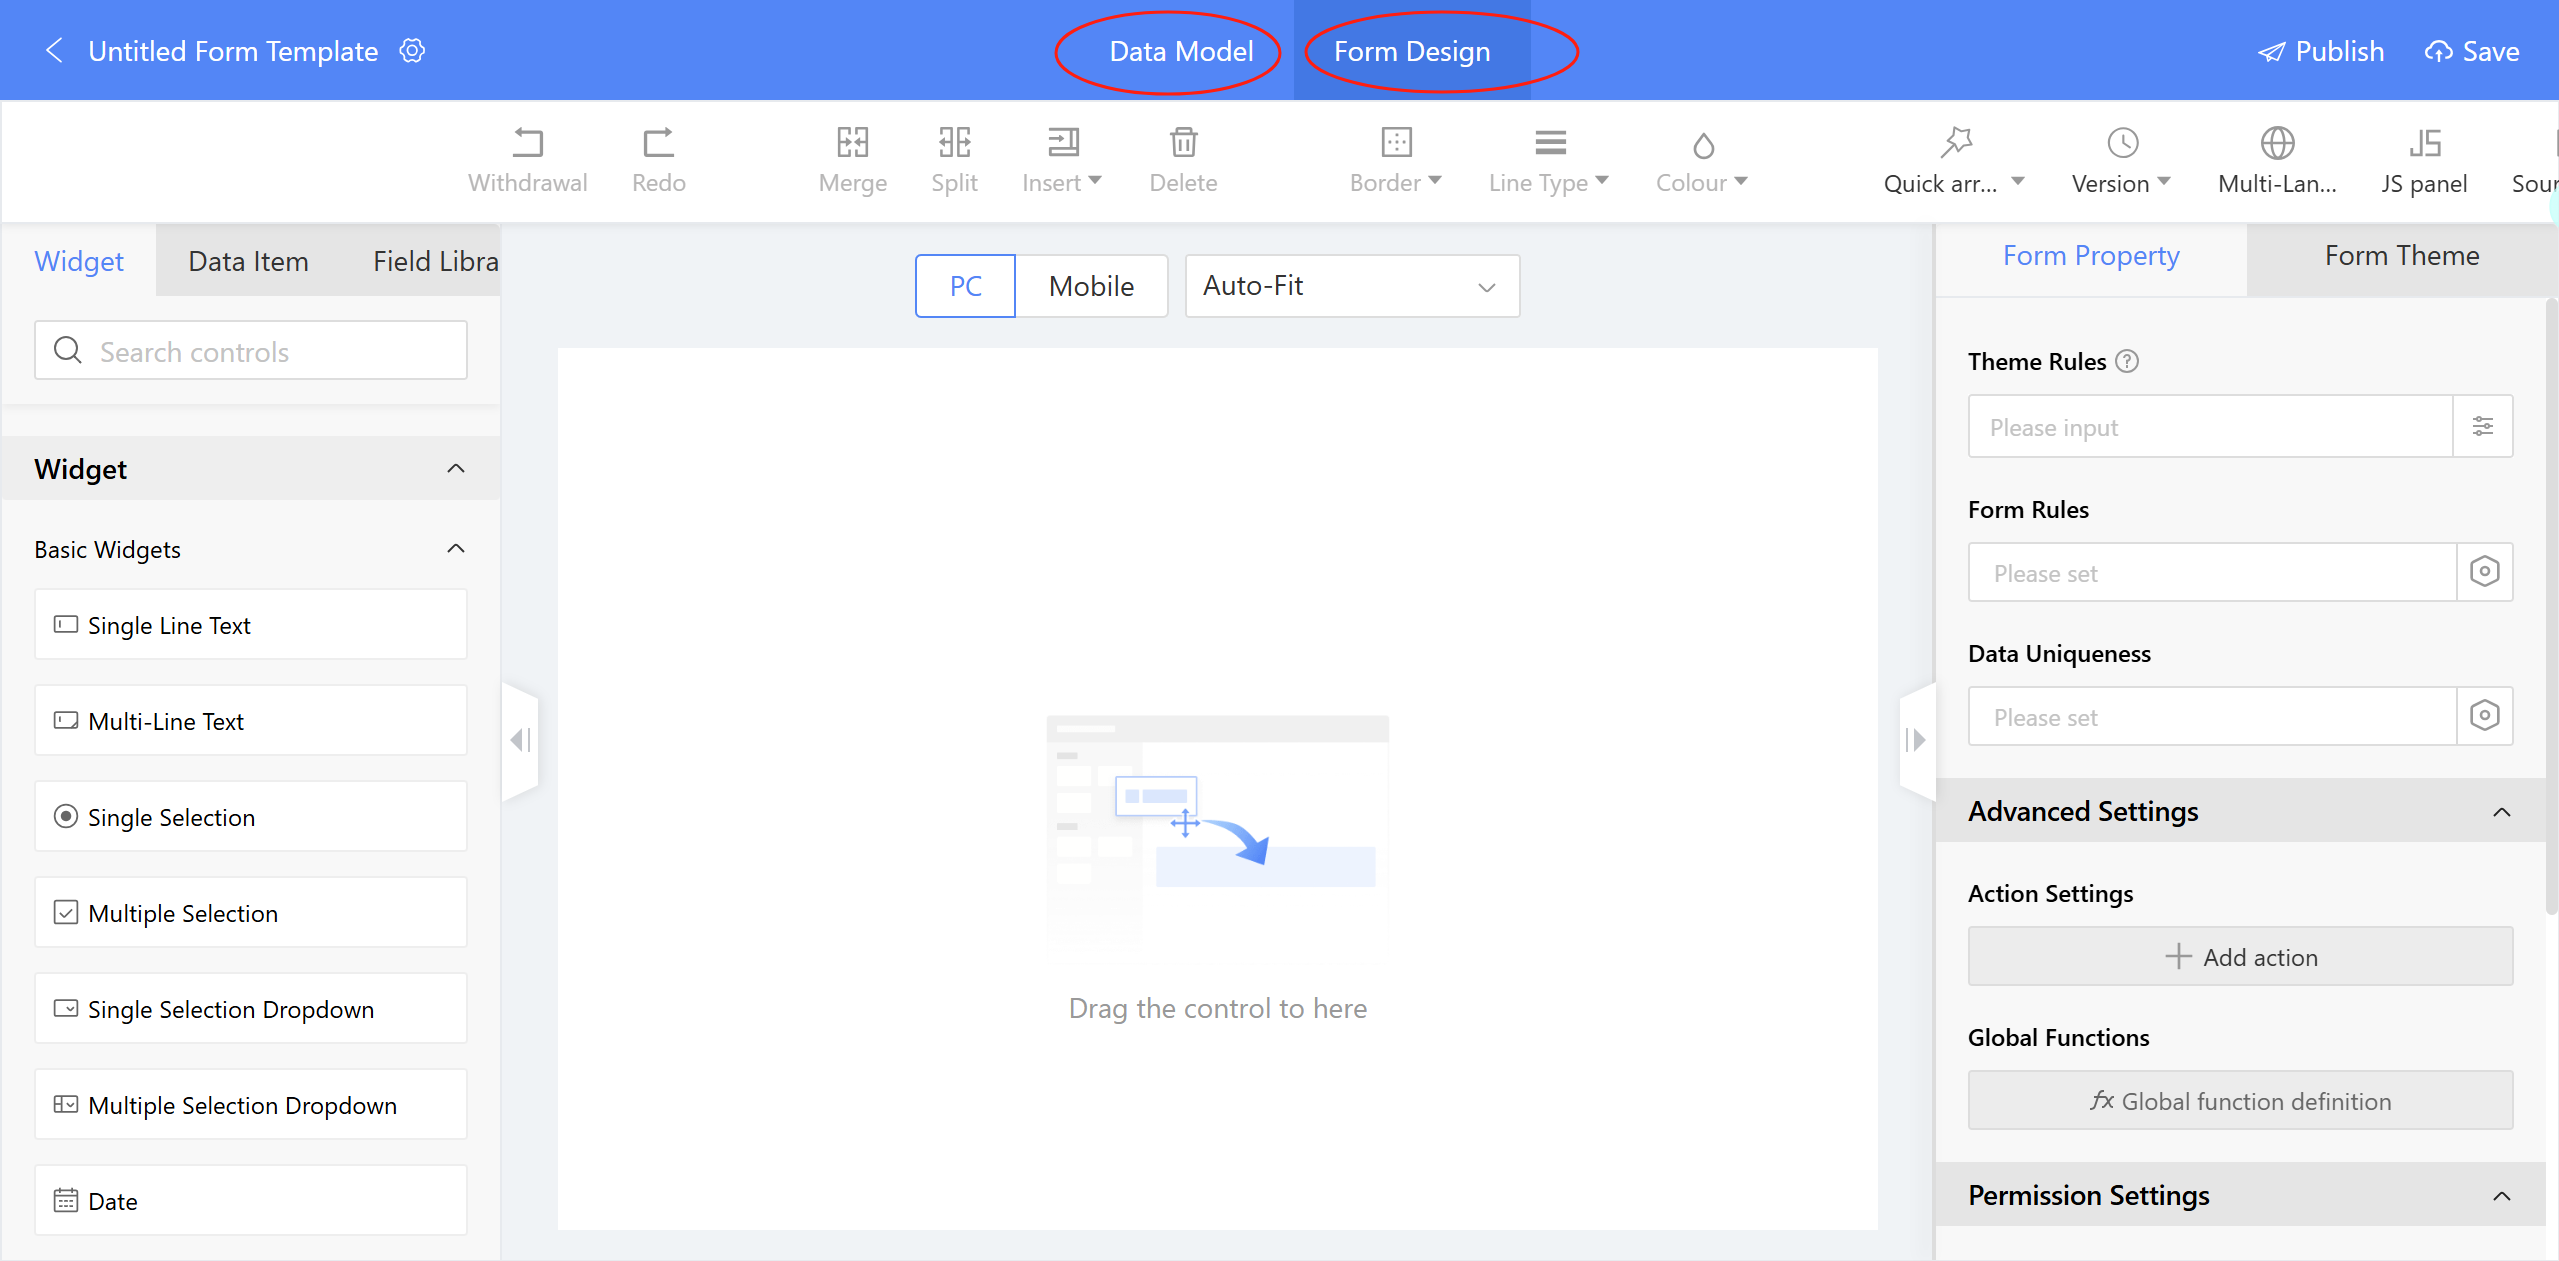 Untitled Form Template
Data Model
Form Design
Publish
Save
Withdrawal
Redo
Merge
Split
Insert
Delete
Border
Line Type
Colour
Quick arr...
Version
Multi-Lan...
JS panel
Sour
Widget
Data Item
Field Libra
PC
Mobile
Auto-Fit
Form Property
Form Theme
Search controls
Widget
Basic Widgets
Single Line Text
Multi-Line Text
Single Selection
Multiple Selection
Single Selection Dropdown
Multiple Selection Dropdown
Date
Drag the control to here
Theme Rules
Please input
Form Rules
Please set
Data Uniqueness
Please set
Advanced Settings
Action Settings
Add action
Global Functions
fx Global function definition
Permission Settings